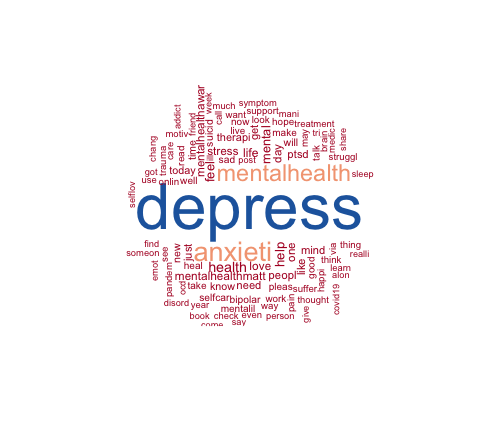 depress
mentalhealth
anxieti
mentalhealthawar
week
suicid
much
symptom
call
want
support
mani
addict
friend
now
look
hope
treatment
motiv
live
get
make
may
tri
brain
medic
share
time
therapi
mental
will
talk
struggl
chang
care
read
feel
ill
stress
life
day
ptsd
trauma
sad
post
got
today
sleep
use
onlin
well
selflov
find
someon
see
new
just
help
one
mind
via
thing
realli
emot
pandem
heal
health
love
peopl
like
good
think
learn
happi
alon
mentalhealthmatt
ocd
take
know
need
pleas
suffer
covid19
disord
year
selfcar
bipolar
work
pain
thought
mentalil
way
give
book
check
even
person
come
say